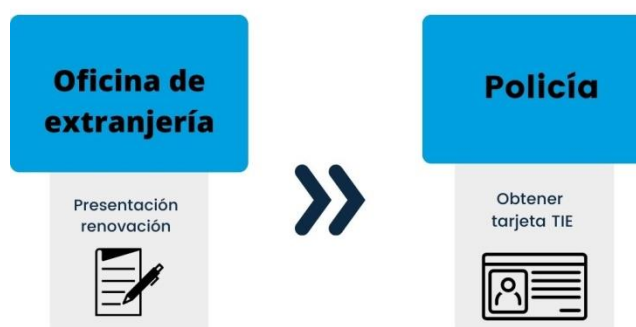 Oficina de
extranjería
Presentación
renovación
Policía
Obtener
tarjeta TIE